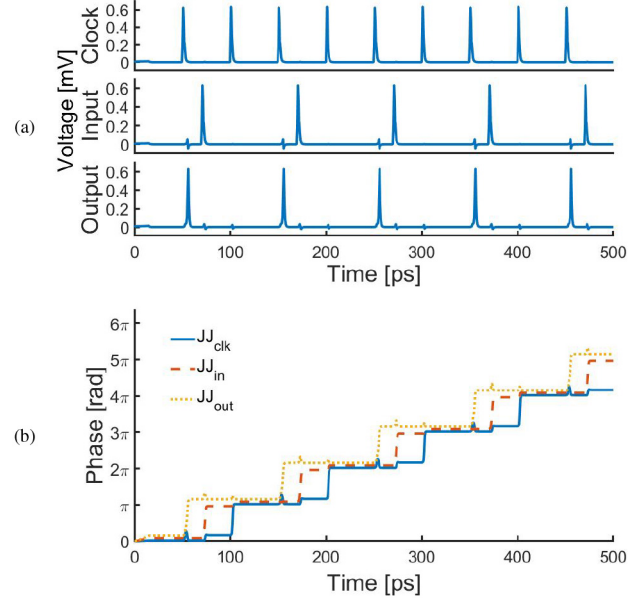 (a)
Voltage [mV]
Clock
0.6
0.4
0.2
0
Input
0.6
0.4
0.2
0
Output
0.6
0.4
0.2
0
0 100 200 300 400 500
Time [ps]
(b)
Phase [rad]
6π
5π
4π
3π
2π
π
0
JJclk
JJin
JJout
0 100 200 300 400 500
Time [ps]